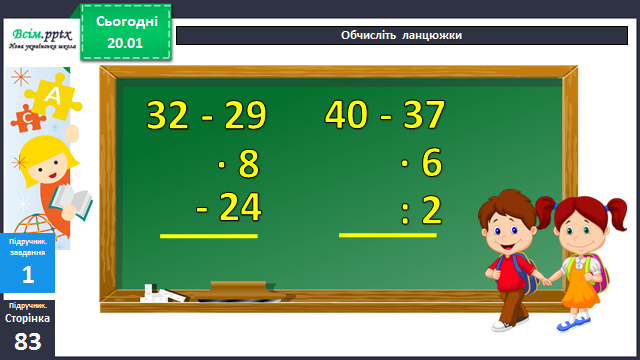 Всім.pptx
Нова українська школа
Сьогодні
20.01
Обчисліть ланцюжки
А
С
32 - 29
· 8
- 24
40 - 37
· 6
: 2
Підручник.
завдання
1
Підручник.
Сторінка
83